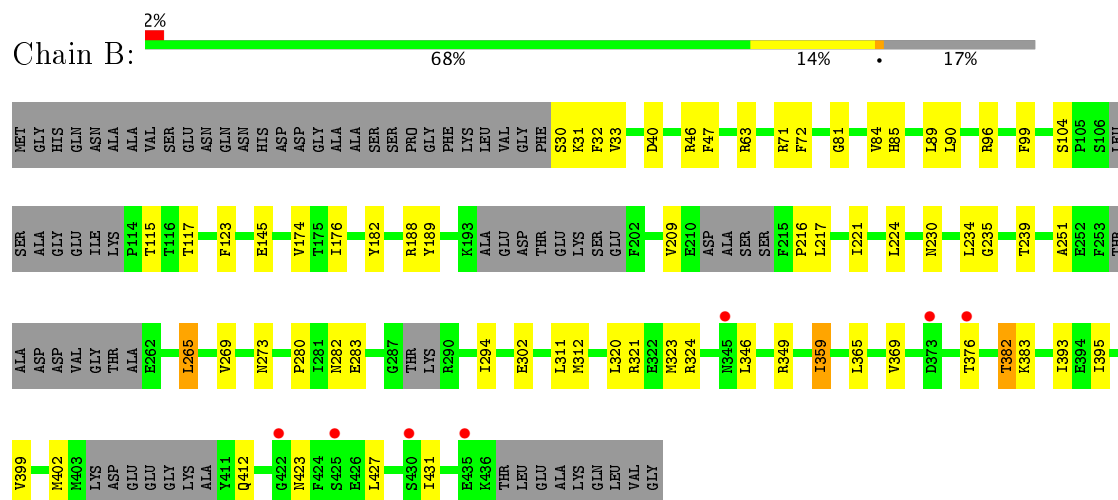 2%
Chain B:
68% 14% • 17%
MET GLY HIS GLN ASN ALA ALA VAL SER GLU ASN GLN ASN HIS ASP ASP GLY ALA ALA SER SER PRO GLY PHE LYS LEU VAL GLY PHE S30 K31 F32 V33 D40 R46 F47 R63 R71 F72 G81 V84 H85 L89 L90 R96 F99 S104 P105 S106 LEU
SER ALA GLY GLU ILE LYS P114 T115 T116 T117 F123 E145 V174 T175 I176 Y182 R188 Y189 K193 ALA GLU ASP THR GLU LYS SER GLU F202 V209 E210 ASP ALA SER SER F215 P216 L217 I221 L224 N230 L234 G235 T239 A251 E252 F253 THR
ALA ASP ASP VAL GLY THR ALA E262 L265 V269 N273 P280 I281 N282 E283 G287 THR LYS R290 I294 E302 L311 M312 L320 R321 E322 M323 R324 N345 L346 R349 I359 L365 V369 D373 T376 T382 K383 I393 E394 I395
V399 M402 M403 LYS ASP GLU GLU GLY LYS ALA Y411 Q412 G422 N423 F424 S425 E426 L427 S430 I431 E435 K436 THR LEU GLU GLU ALA LYS GLN LEU VAL GLY